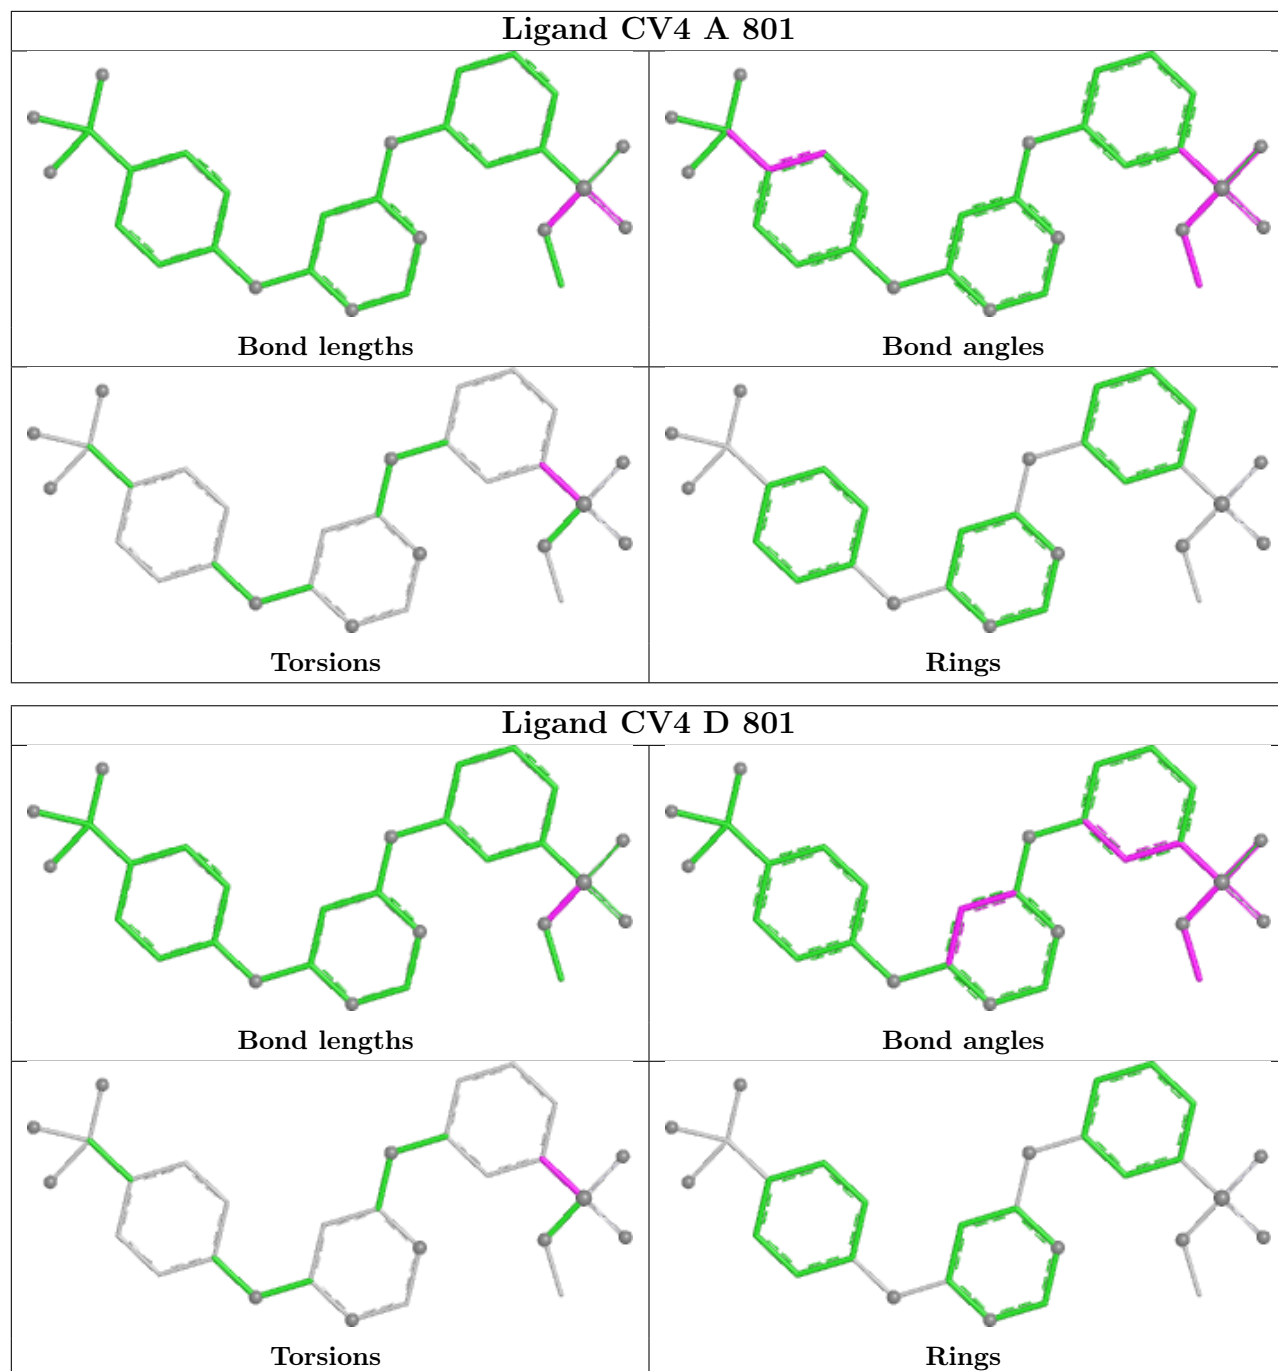 Ligand CV4 A 801
Bond lengths
Bond angles
Torsions
Rings
Ligand CV4 D 801
Bond lengths
Bond angles
Torsions
Rings